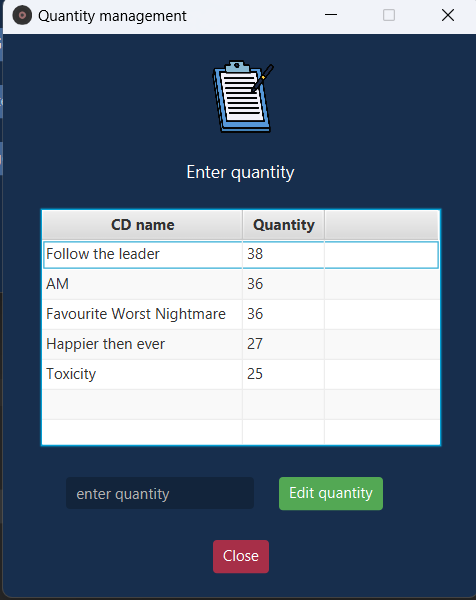 Quantity management
Enter quantity
CD name Quantity
Follow the leader 38
AM 36
Favourite Worst Nightmare 36
Happier then ever 27
Toxicity 25
enter quantity Edit quantity
Close